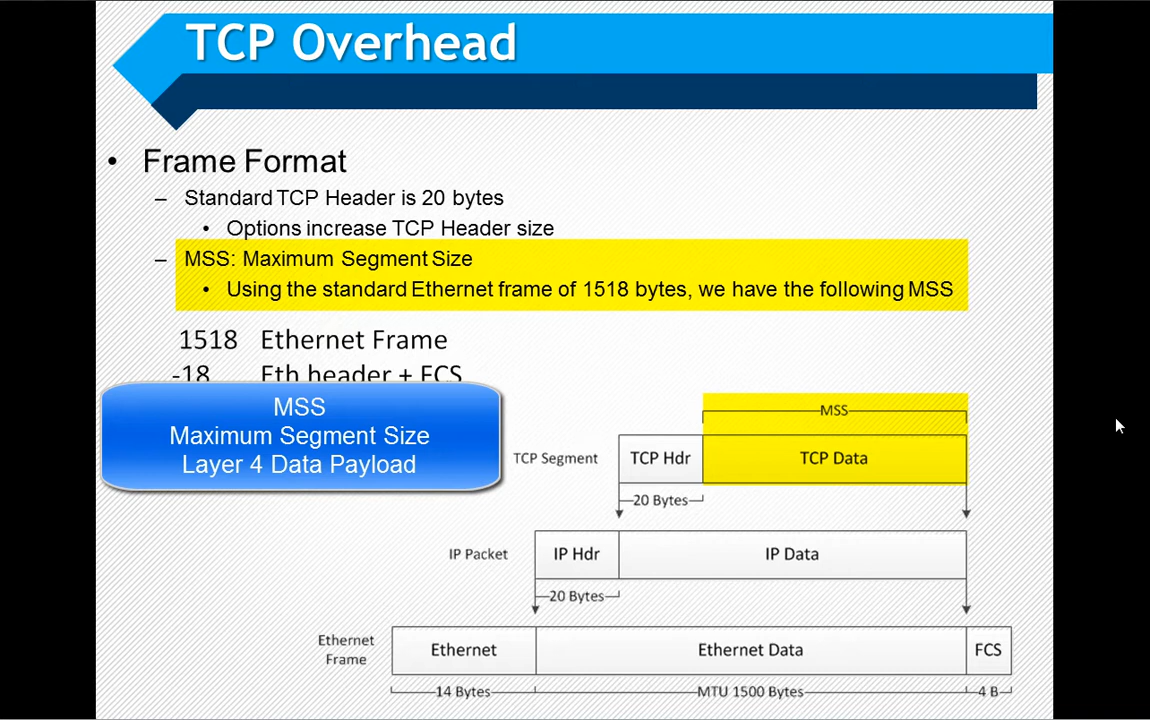 TCP Overhead
• Frame Format
– Standard TCP Header is 20 bytes
• Options increase TCP Header size
– MSS: Maximum Segment Size
• Using the standard Ethernet frame of 1518 bytes, we have the following MSS
1518 Ethernet Frame
-18 Eth header + FCS
MSS
Maximum Segment Size
Layer 4 Data Payload
MSS
TCP Segment TCP Hdr TCP Data
20 Bytes
IP Packet IP Hdr IP Data
20 Bytes
Ethernet
Frame
Ethernet Ethernet Data FCS
14 Bytes MTU 1500 Bytes 4 B